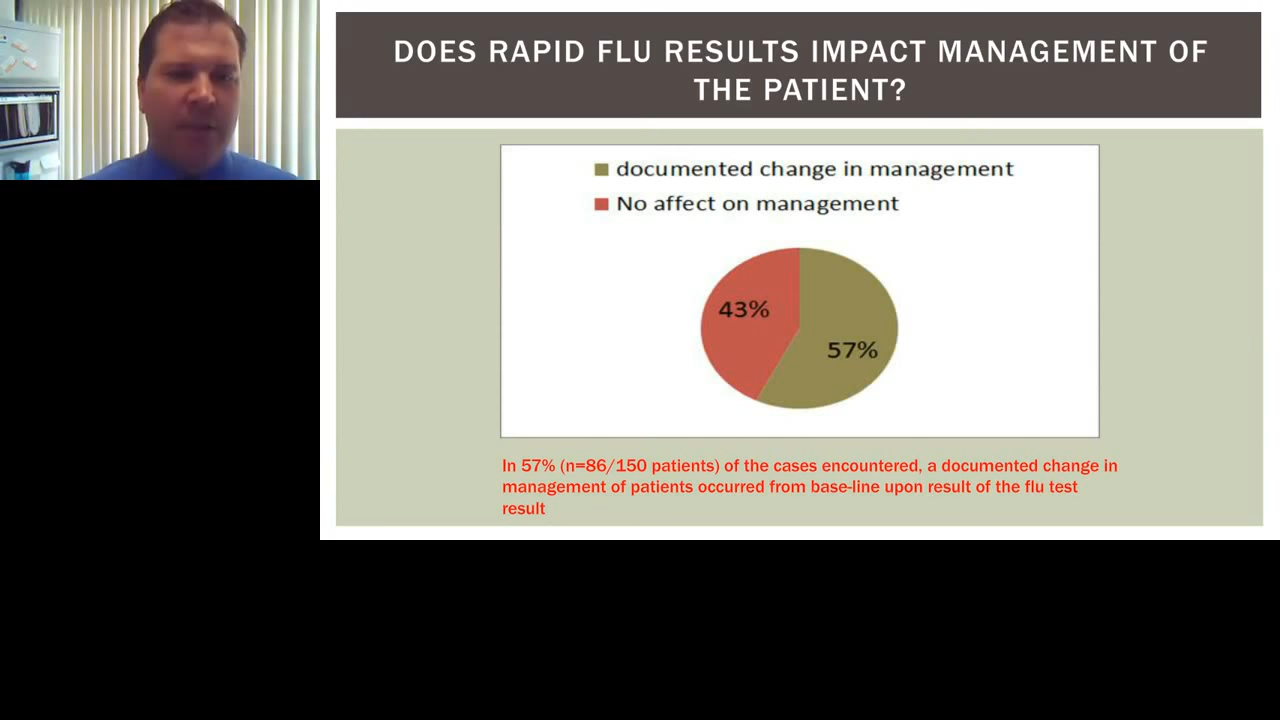 DOES RAPID FLU RESULTS IMPACT MANAGEMENT OF
THE PATIENT?
documented change in management
No affect on management
43%
57%
In 57% (n=86/150 patients) of the cases encountered, a documented change in
management of patients occurred from base-line upon result of the flu test
result